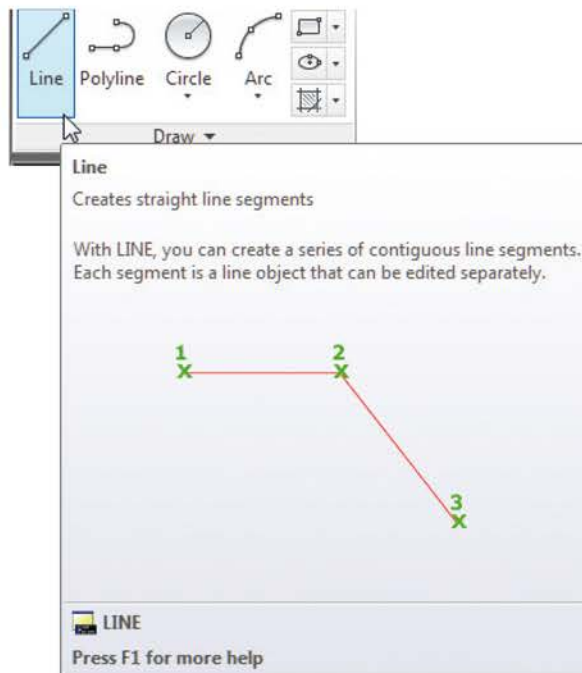 Line Polyline Circle Arc
Draw
Line
Creates straight line segments
With LINE, you can create a series of contiguous line segments.
Each segment is a line object that can be edited separately.
1 2
3
LINE
Press F1 for more help